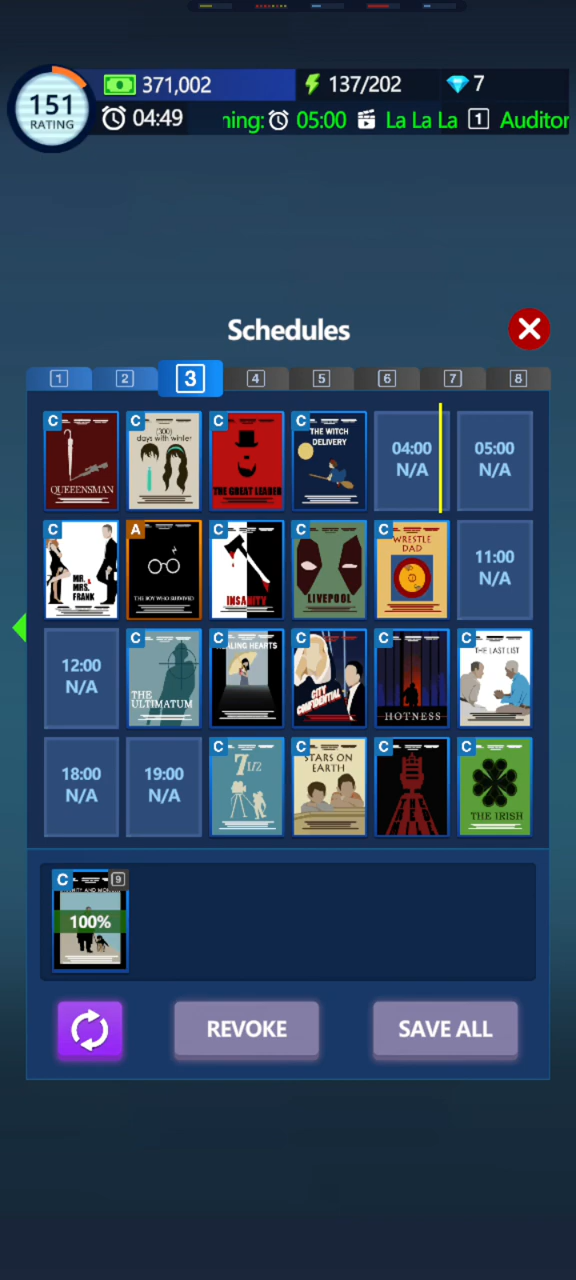 151
RATING
371,002
137/202
7
04:49
ning: 05:00 La La La 1 Auditor
Schedules
1 2 3 4 5 6 7 8
C C C C
QUEEENSMAN
(300)
days with winter
THE GREAT LEADER
THE WITCH
DELIVERY
04:00
N/A
05:00
N/A
C A C C C
MR.
&
MRS.
FRANK
THE BOY WHO SURVIVED
INSANITY
LIVEPOOL
WRESTLE
DAD
11:00
N/A
12:00
N/A
C C C C C
THE
ULTIMATUM
HEALING HEARTS
CITY
CONFIDENTIAL
HOTNESS
THE LAST LIST
18:00
N/A
19:00
N/A
C C C C
7 1/2
STARS ON
EARTH
THE IRISH
C 9
100%
REVOKE
SAVE ALL